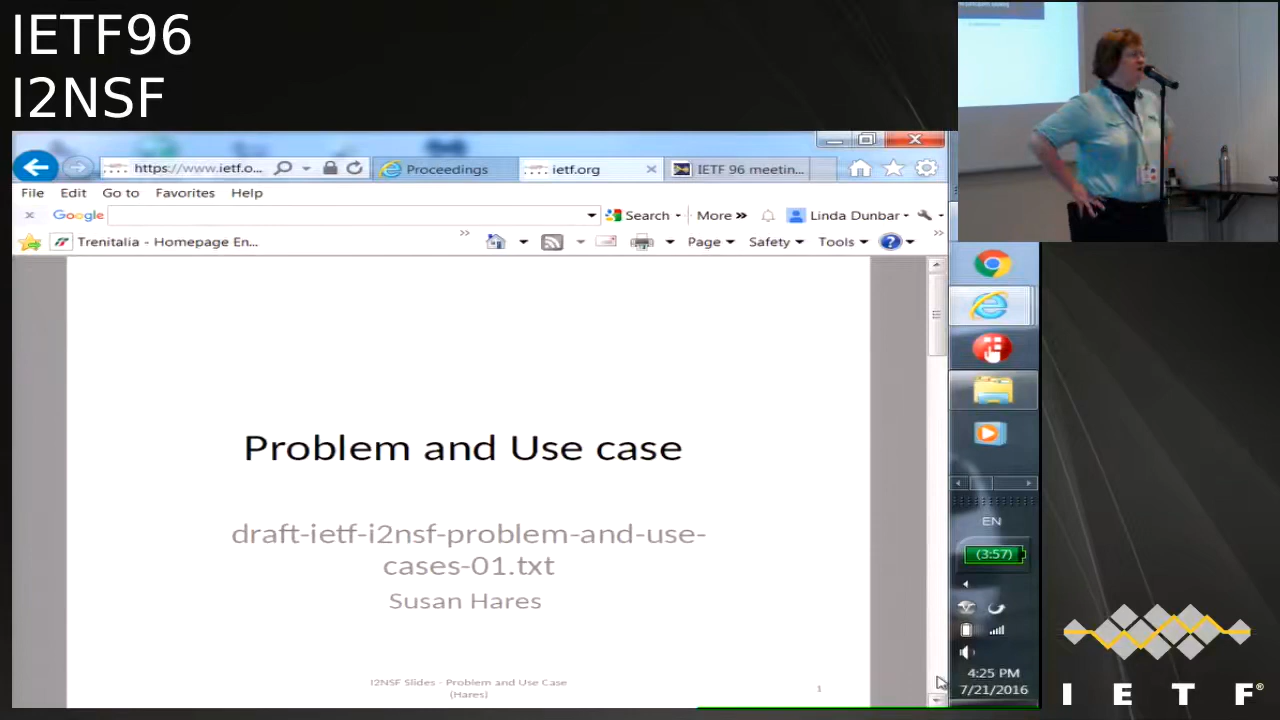 IETF96
I2NSF
https://www.ietf.o...
Proceedings
ietf.org
IETF 96 meetin...
File Edit Go to Favorites Help
Google Search More Linda Dunbar
Trenitalia - Homepage En...
Page Safety Tools
Problem and Use case
draft-ietf-i2nsf-problem-and-use-
cases-01.txt
Susan Hares
I2NSF Slides - Problem and Use Case
(Hares)
1
EN
(3:57)
4:25 PM
7/21/2016
I E T F®